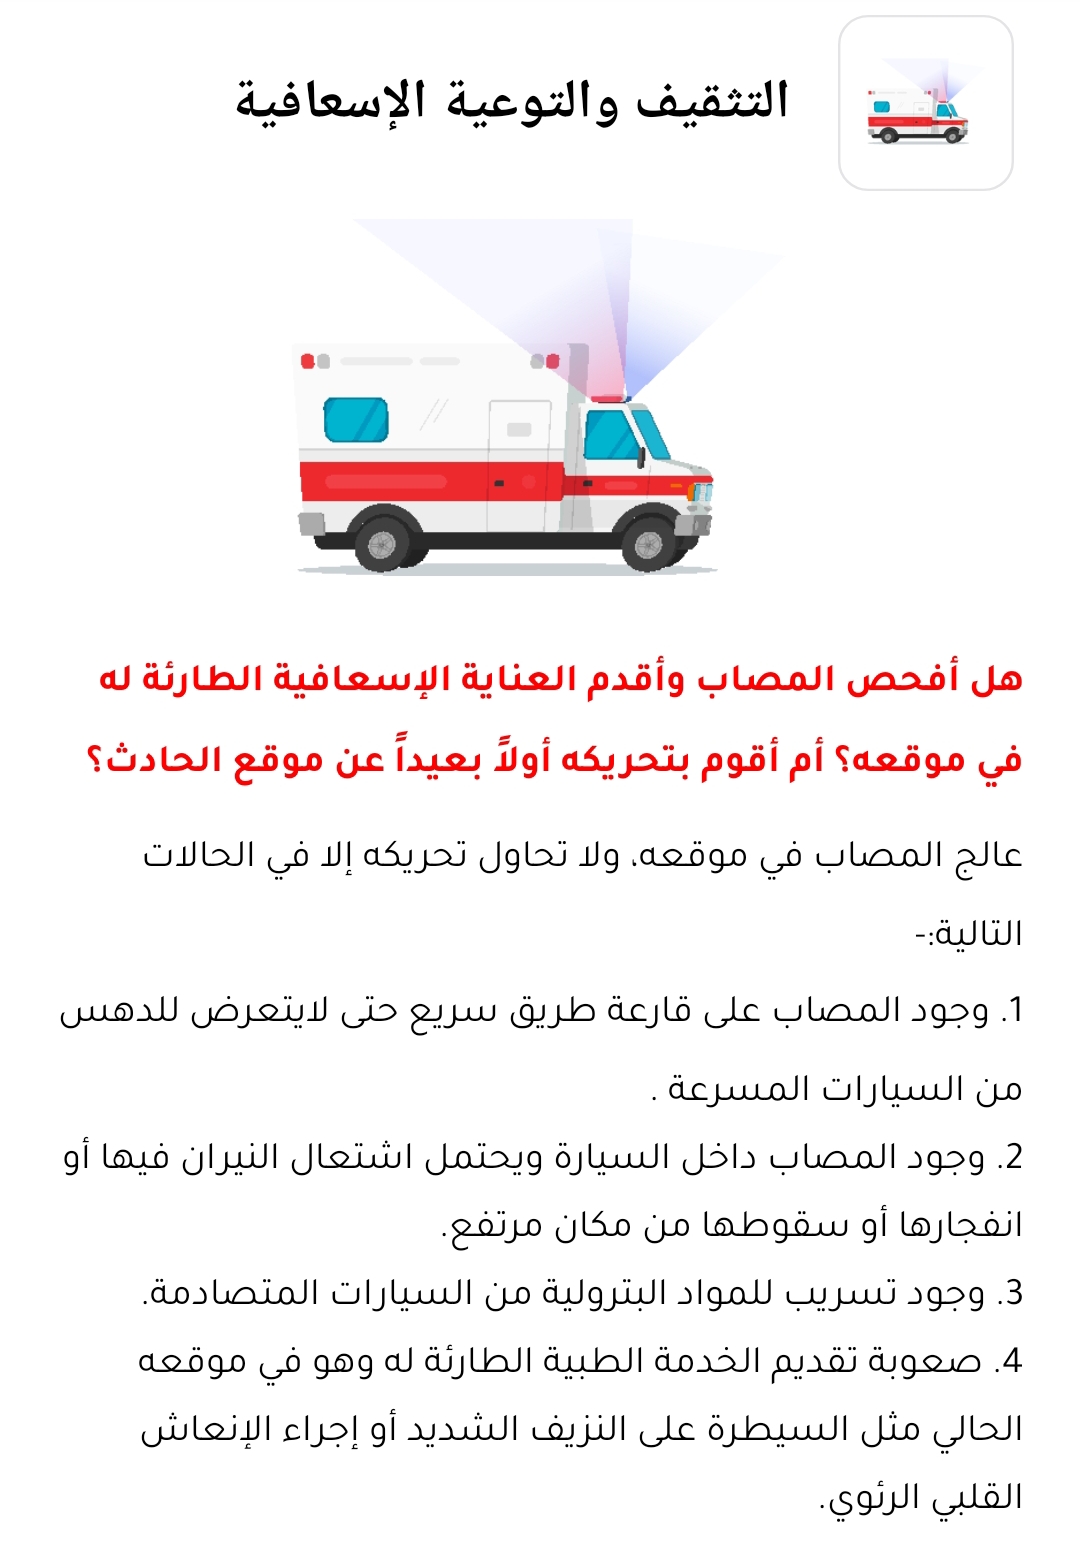 التثقيف والتوعية الإسعافية
هل أفحص المصاب وأقدم العناية الإسعافية الطارئة له
في موقعه؟ أم أقوم بتحريكه أولاً بعيداً عن موقع الحادث؟
عالج المصاب في موقعه، ولا تحاول تحريكه إلا في الحالات
التالية:-
1. وجود المصاب على قارعة طريق سريع حتى لايتعرض للدهس
من السيارات المسرعة .
2. وجود المصاب داخل السيارة ويحتمل اشتعال النيران فيها أو
انفجارها أو سقوطها من مكان مرتفع.
3. وجود تسريب للمواد البترولية من السيارات المتصادمة.
4. صعوبة تقديم الخدمة الطبية الطارئة له وهو في موقعه
الحالي مثل السيطرة على النزيف الشديد أو إجراء الإنعاش
القلبي الرئوي.